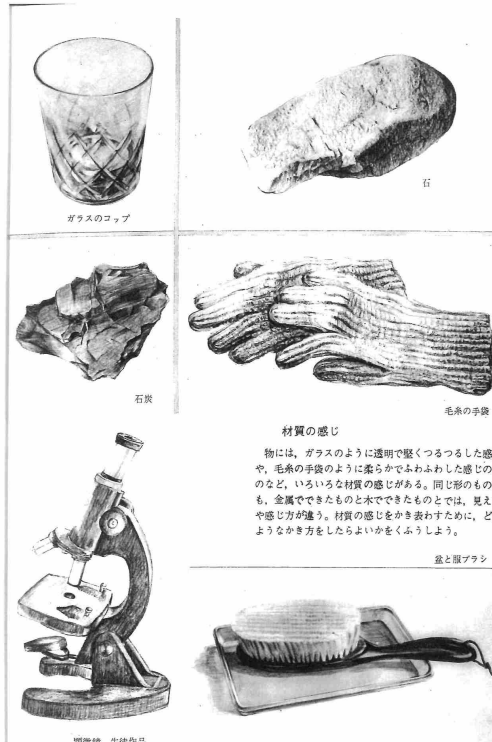 ガラスのコップ
石
石炭
毛糸の手袋
材質の感じ
物には，ガラスのように透明で堅くつるつるした感
や，毛糸の手袋のように柔らかでふわふわした感じの
のなど，いろいろな材質の感じがある。同じ形のもの
も，金属でできたものと木でできたものとでは，見え
や感じ方が違う。材質の感じをかき表わすために，ど
ようなかき方をしたらよいかをくふうしよう。
盆と服ブラシ
顕微鏡 生徒作品